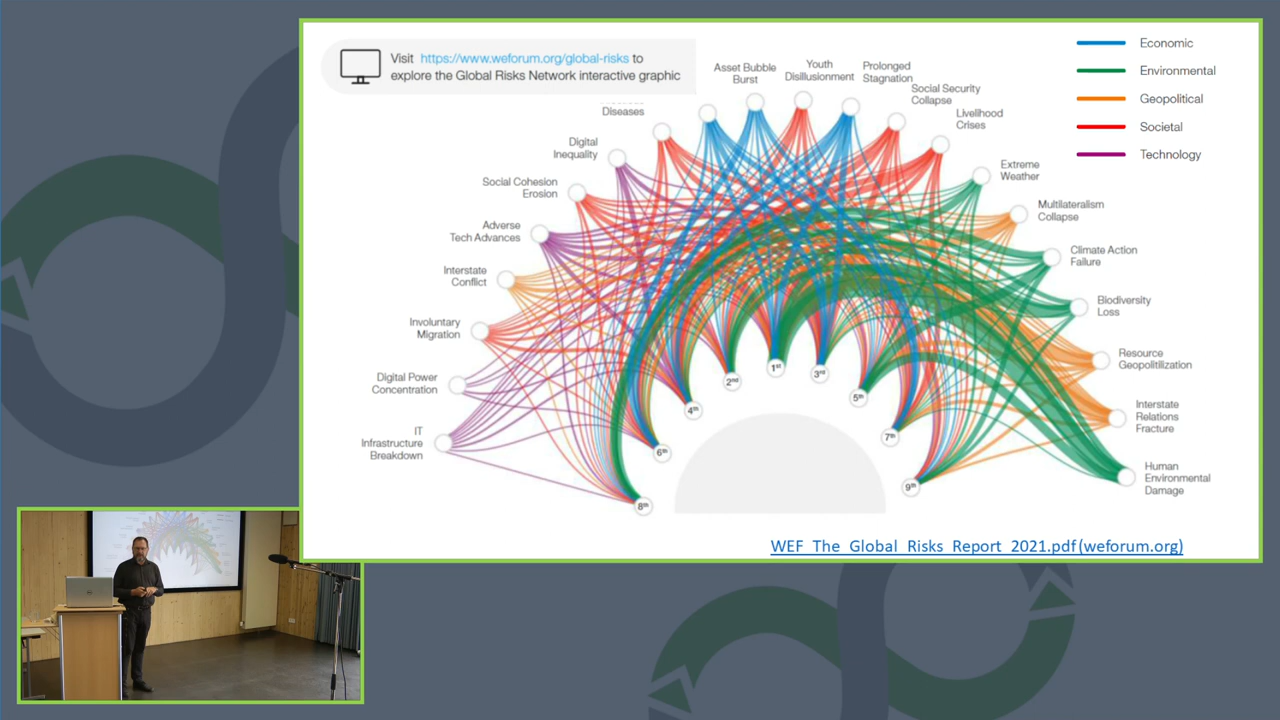 Visit https://www.weforum.org/global-risks to
explore the Global Risks Network interactive graphic
Economic
Environmental
Geopolitical
Societal
Technology
Diseases
Asset Bubble
Burst
Youth
Disillusionment
Prolonged
Stagnation
Social Security
Collapse
Livelihood
Crises
Digital
Inequality
Extreme
Weather
Social Cohesion
Erosion
Multilateralism
Collapse
Adverse
Tech Advances
Climate Action
Failure
Interstate
Conflict
Biodiversity
Loss
Involuntary
Migration
Resource
Geopolitilization
Digital Power
Concentration
Interstate
Relations
Fracture
IT
Infrastructure
Breakdown
Human
Environmental
Damage
8th
6th
4th
2nd
1st
3rd
5th
7th
9th
WEF_The_Global_Risks_Report_2021.pdf (weforum.org)